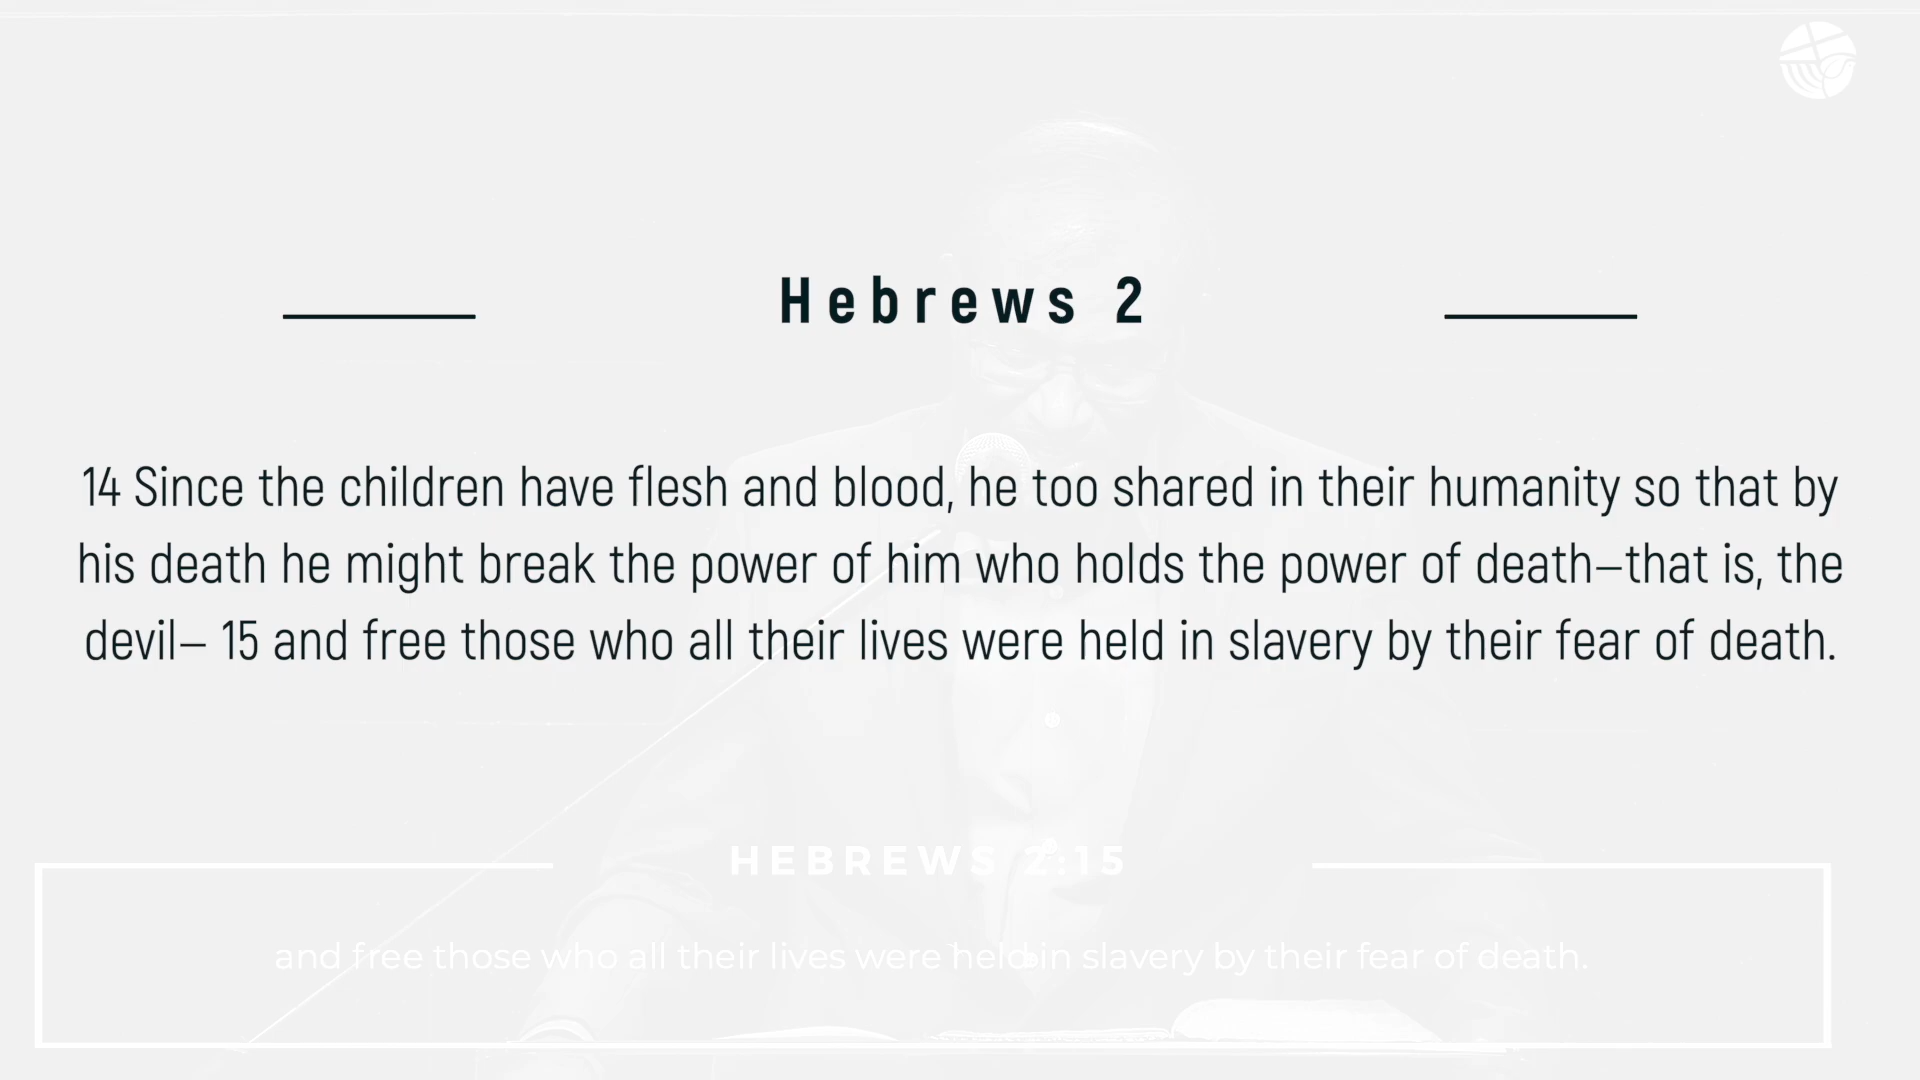 Hebrews 2
14 Since the children have flesh and blood, he too shared in their humanity so that by
his death he might break the power of him who holds the power of death—that is, the
devil— 15 and free those who all their lives were held in slavery by their fear of death.
HEBREWS 2:15
and free those who all their lives were held in slavery by their fear of death.